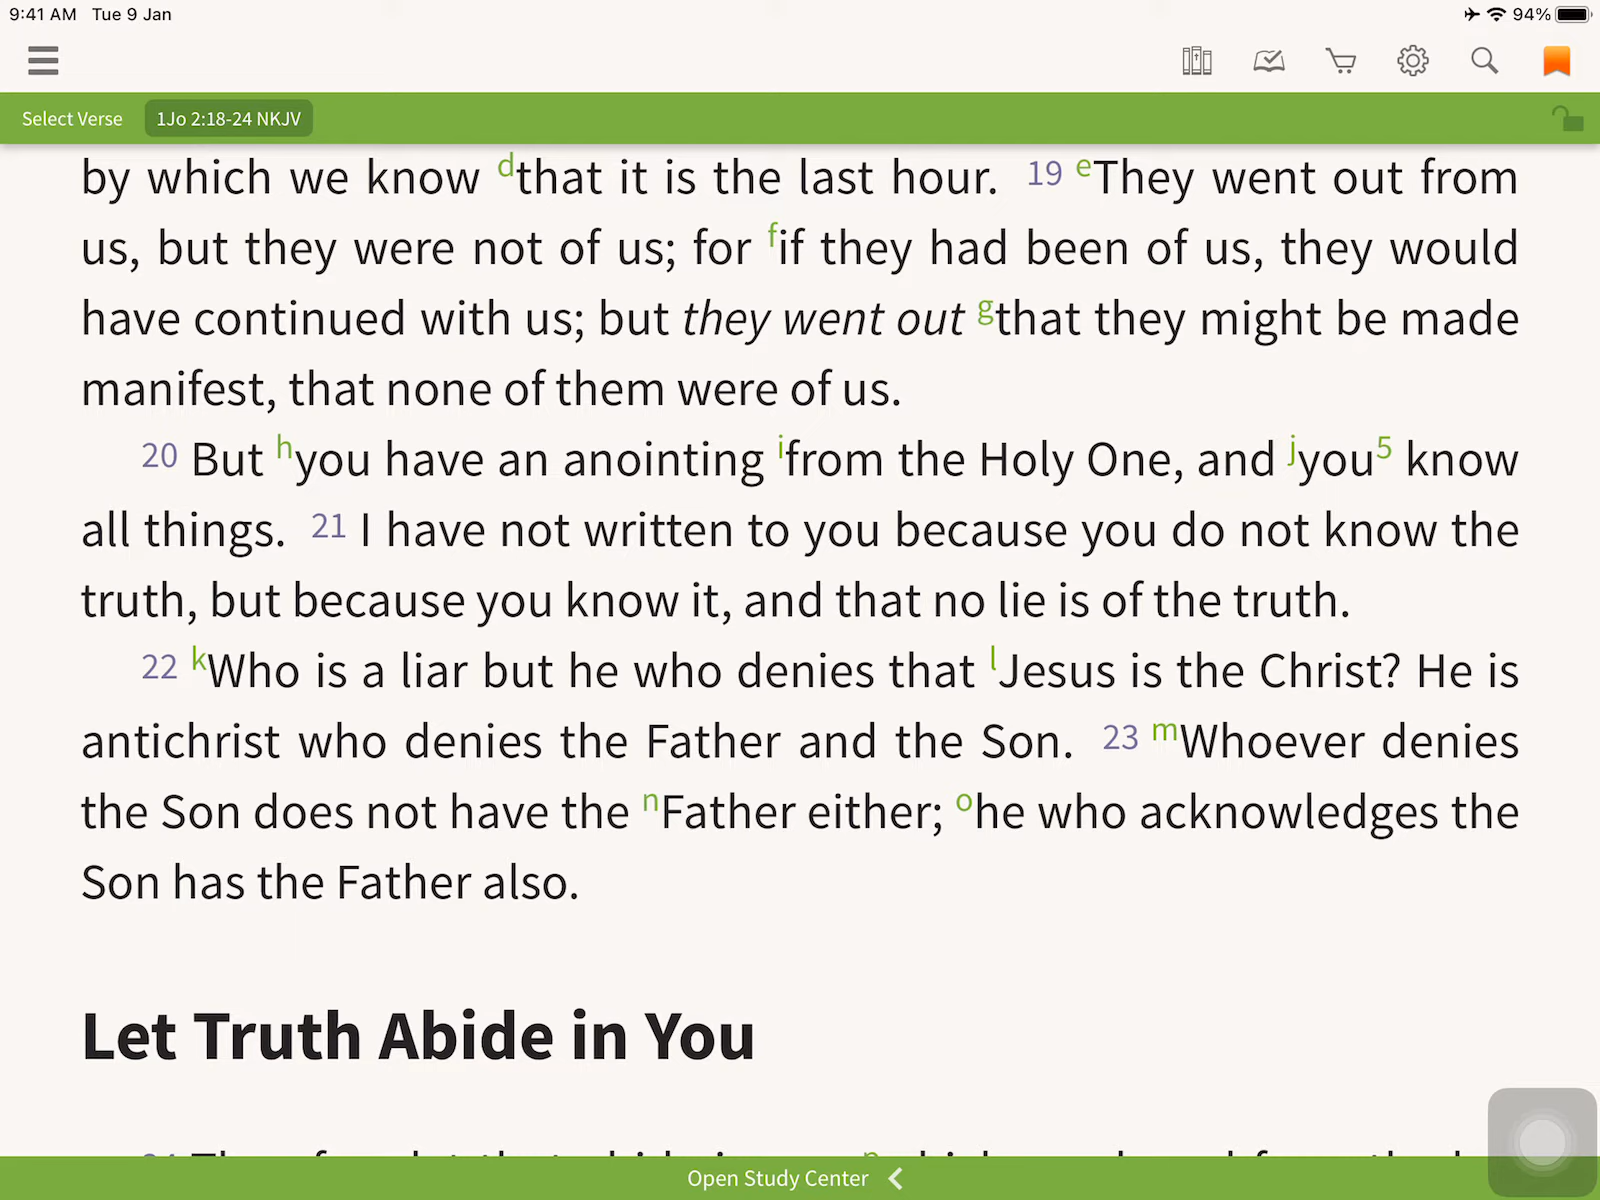 9:41 AM Tue 9 Jan 94%
Select Verse 1Jo 2:18-24 NKJV
by which we know dthat it is the last hour. 19 eThey went out from
us, but they were not of us; for fif they had been of us, they would
have continued with us; but they went out gthat they might be made
manifest, that none of them were of us.
20 But hyou have an anointing ifrom the Holy One, and jyou5 know
all things. 21 I have not written to you because you do not know the
truth, but because you know it, and that no lie is of the truth.
22 kWho is a liar but he who denies that lJesus is the Christ? He is
antichrist who denies the Father and the Son. 23 mWhoever denies
the Son does not have the nFather either; ohe who acknowledges the
Son has the Father also.
Let Truth Abide in You
Open Study Center